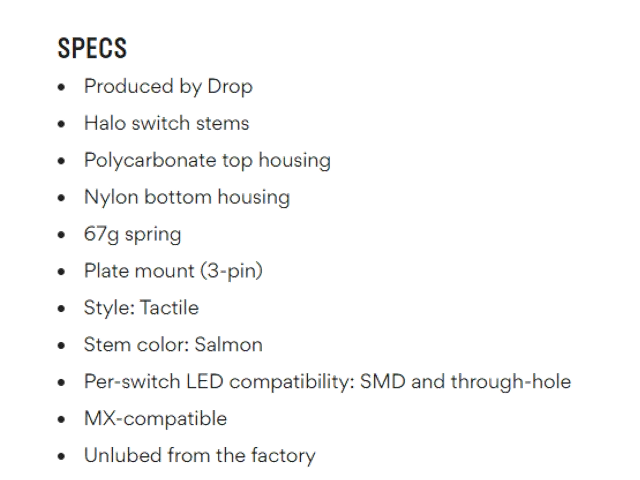 SPECS
• Produced by Drop
• Halo switch stems
• Polycarbonate top housing
• Nylon bottom housing
• 67g spring
• Plate mount (3-pin)
• Style: Tactile
• Stem color: Salmon
• Per-switch LED compatibility: SMD and through-hole
• MX-compatible
• Unlubed from the factory